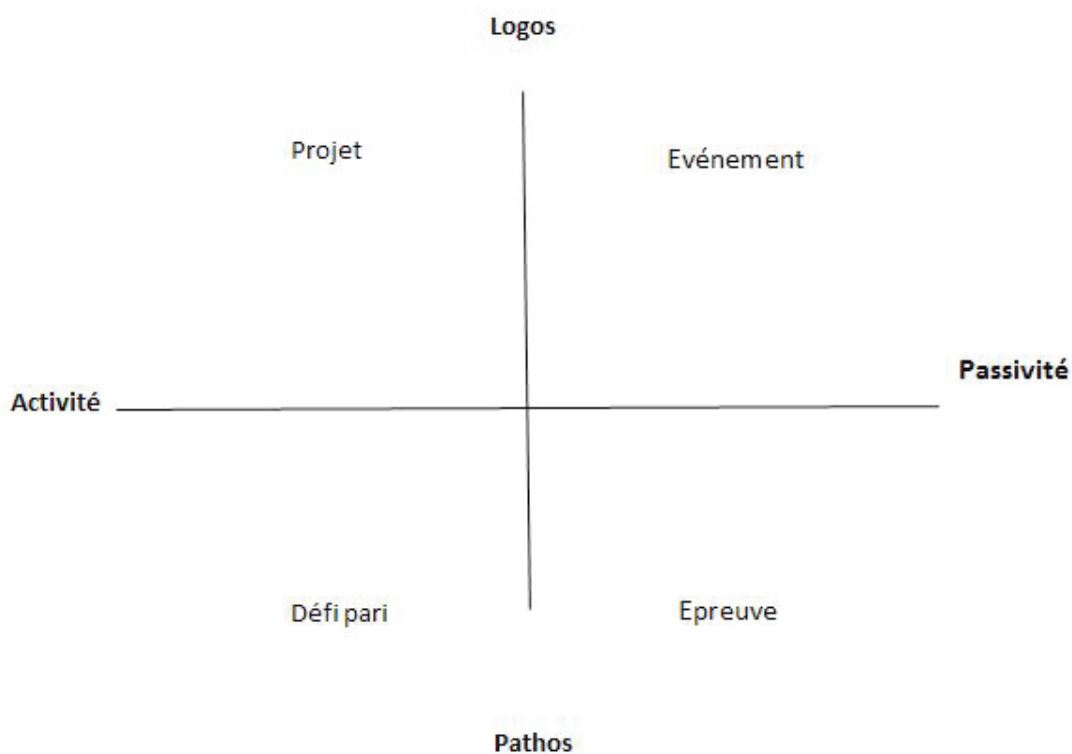 Logos
Projet
Evénement
Passivité
Activité
Défi pari
Epreuve
Pathos